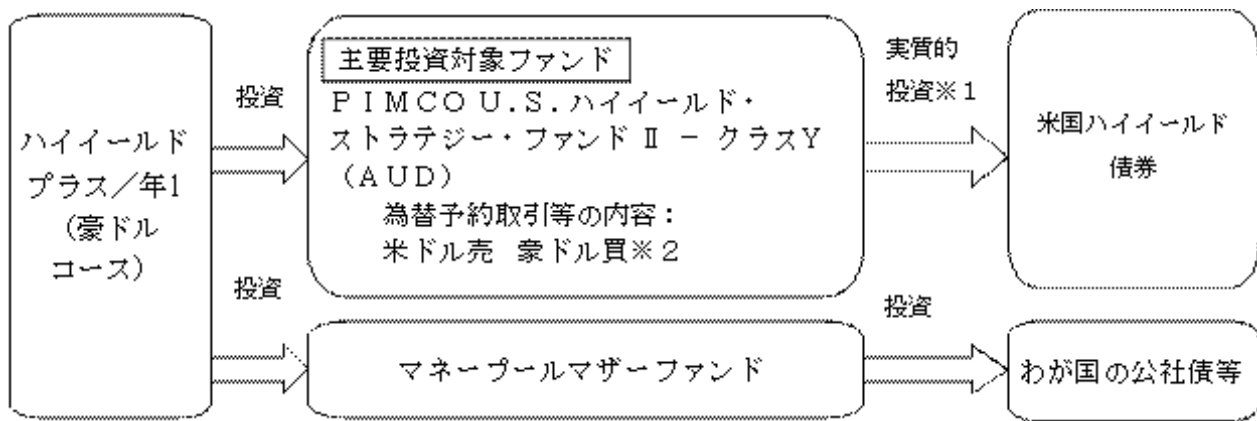 ハイイールド
プラス／年1
（豪ドル
コース）
投資
主要投資対象ファンド
ＰＩＭＣＯ Ｕ.Ｓ.ハイイールド・
ストラテジー・ファンド Ⅱ － クラスＹ
（ＡＵＤ）
為替予約取引等の内容：
米ドル売　豪ドル買※２
実質的
投資※１
米国ハイイールド
債券
投資
マネープールマザーファンド
投資
わが国の公社債等